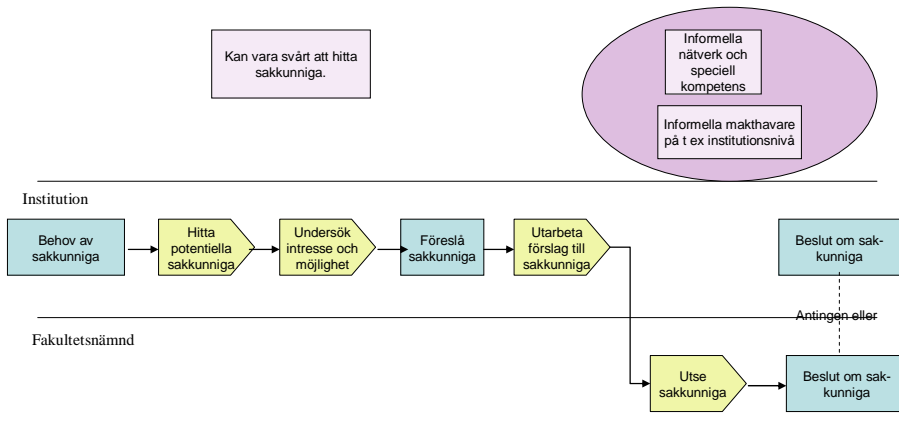 Kan vara svårt att hitta
sakkunniga.
Informella
nätverk och
speciell
kompetens
Informella makthavare
på t ex institutionsnivå
Institution
Behov av
sakkunniga
Hitta
potentiella
sakkunniga
Undersök
intresse och
möjlighet
Föreslå
sakkunniga
Utarbeta
förslag till
sakkunniga
Beslut om sak-
kunniga
Antingen eller
Fakultetsnämnd
Utse
sakkunniga
Beslut om sak-
kunniga